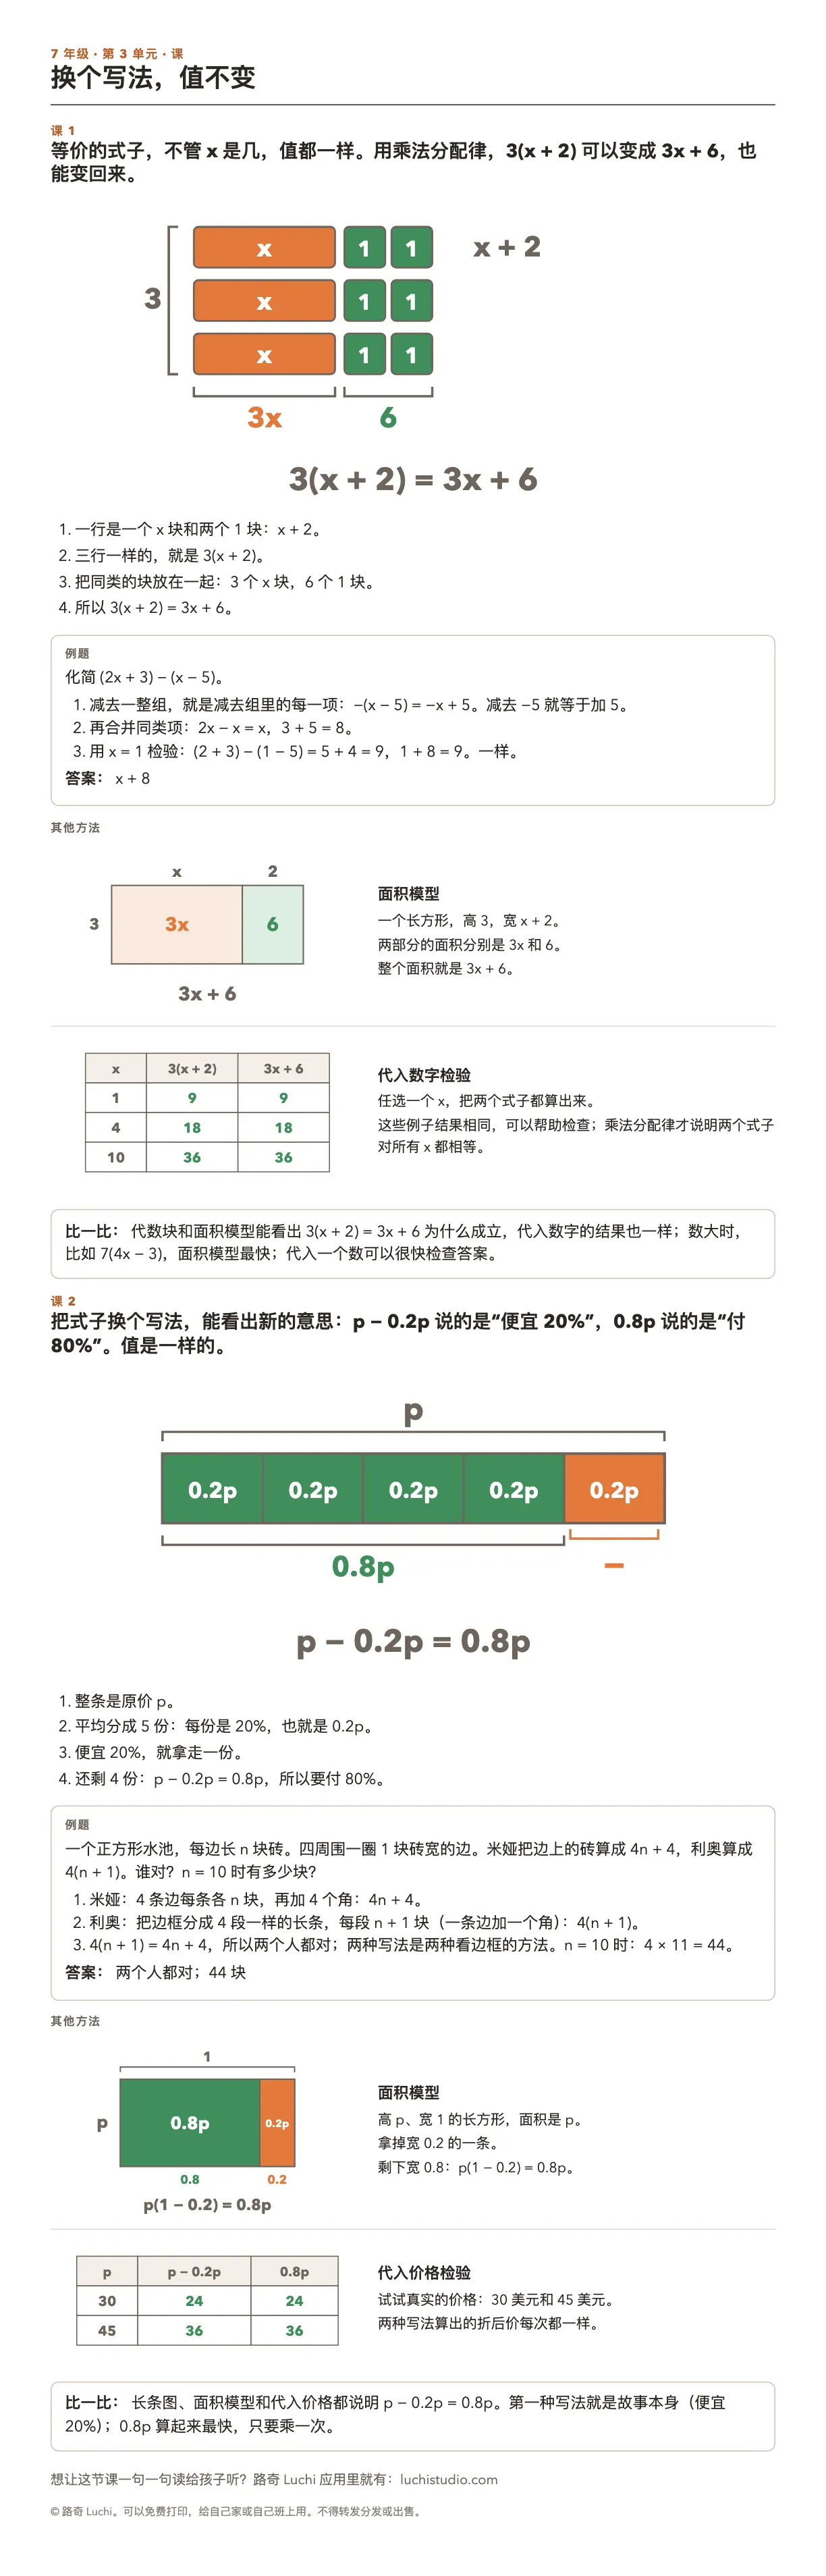 7 年级 · 第 3 单元 · 课
换个写法，值不变
课 1
等价的式子，不管 x 是几，值都一样。用乘法分配律，3(x + 2) 可以变成 3x + 6，也
能变回来。
x 1 1 x + 2
3 x 1 1
x 1 1
3x 6
3(x + 2) = 3x + 6
1. 一行是一个 x 块和两个 1 块：x + 2。
2. 三行一样的，就是 3(x + 2)。
3. 把同类的块放在一起：3 个 x 块，6 个 1 块。
4. 所以 3(x + 2) = 3x + 6。
例题
化简 (2x + 3) – (x – 5)。
1. 减去一整组，就是减去组里的每一项：–(x – 5) = –x + 5。减去 –5 就等于加 5。
2. 再合并同类项：2x – x = x，3 + 5 = 8。
3. 用 x = 1 检验：(2 + 3) – (1 – 5) = 5 + 4 = 9，1 + 8 = 9。一样。
答案： x + 8
其他方法
x 2
3 3x 6
3x + 6
面积模型
一个长方形，高 3，宽 x + 2。
两部分的面积分别是 3x 和 6。
整个面积就是 3x + 6。
x 3(x + 2) 3x + 6
1 9 9
4 18 18
10 36 36
代入数字检验
任选一个 x，把两个式子都算出来。
这些例子结果相同，可以帮助检查；乘法分配律才说明两个式子
对所有 x 都相等。
比一比： 代数块和面积模型能看出 3(x + 2) = 3x + 6 为什么成立，代入数字的结果也一样；数大时，
比如 7(4x – 3)，面积模型最快；代入一个数可以很快检查答案。
课 2
把式子换个写法，能看出新的意思：p – 0.2p 说的是“便宜 20%”，0.8p 说的是“付
80%”。值是一样的。
p
0.2p 0.2p 0.2p 0.2p 0.2p
0.8p –
p – 0.2p = 0.8p
1. 整条是原价 p。
2. 平均分成 5 份：每份是 20%，也就是 0.2p。
3. 便宜 20%，就拿走一份。
4. 还剩 4 份：p – 0.2p = 0.8p，所以要付 80%。
例题
一个正方形水池，每边长 n 块砖。四周围一圈 1 块砖宽的边。米娅把边上的砖算成 4n + 4，利奥算成
4(n + 1)。谁对？n = 10 时有多少块？
1. 米娅：4 条边每条各 n 块，再加 4 个角：4n + 4。
2. 利奥：把边框分成 4 段一样的长条，每段 n + 1 块（一条边加一个角）：4(n + 1)。
3. 4(n + 1) = 4n + 4，所以两个人都对；两种写法是两种看边框的方法。n = 10 时：4 × 11 = 44。
答案： 两个人都对；44 块
其他方法
1
p 0.8p 0.2p
0.8 0.2
p(1 – 0.2) = 0.8p
面积模型
高 p、宽 1 的长方形，面积是 p。
拿掉宽 0.2 的一条。
剩下宽 0.8：p(1 – 0.2) = 0.8p。
p p – 0.2p 0.8p
30 24 24
45 36 36
代入价格检验
试试真实的价格：30 美元和 45 美元。
两种写法算出的折后价每次都一样。
比一比： 长条图、面积模型和代入价格都说明 p – 0.2p = 0.8p。第一种写法就是故事本身（便宜
20%）；0.8p 算起来最快，只要乘一次。
想让这节课一句一句读给孩子听？路奇 Luchi 应用里就有：luchistudio.com
© 路奇 Luchi。可以免费打印，给自己家或自己班上用。不得转发分发或出售。